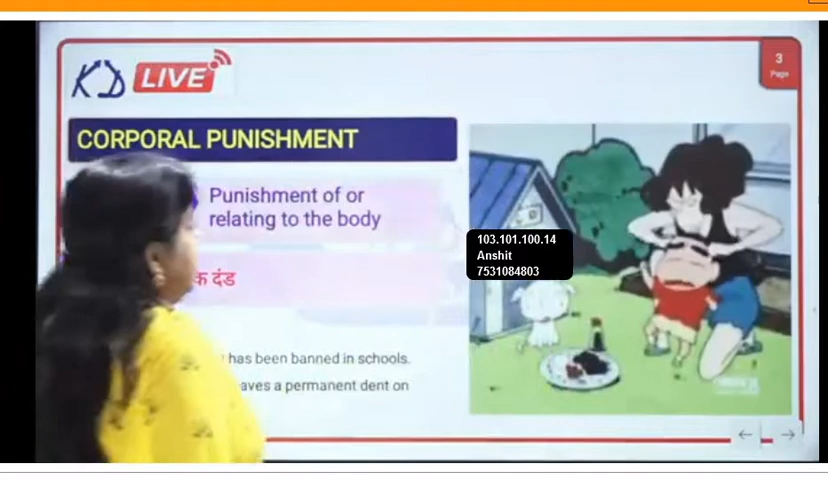 KD LIVE
3
Page
CORPORAL PUNISHMENT
Punishment of or
relating to the body
103.101.100.14
Anshit
7531084803
क दंड
has been banned in schools.
aves a permanent dent on